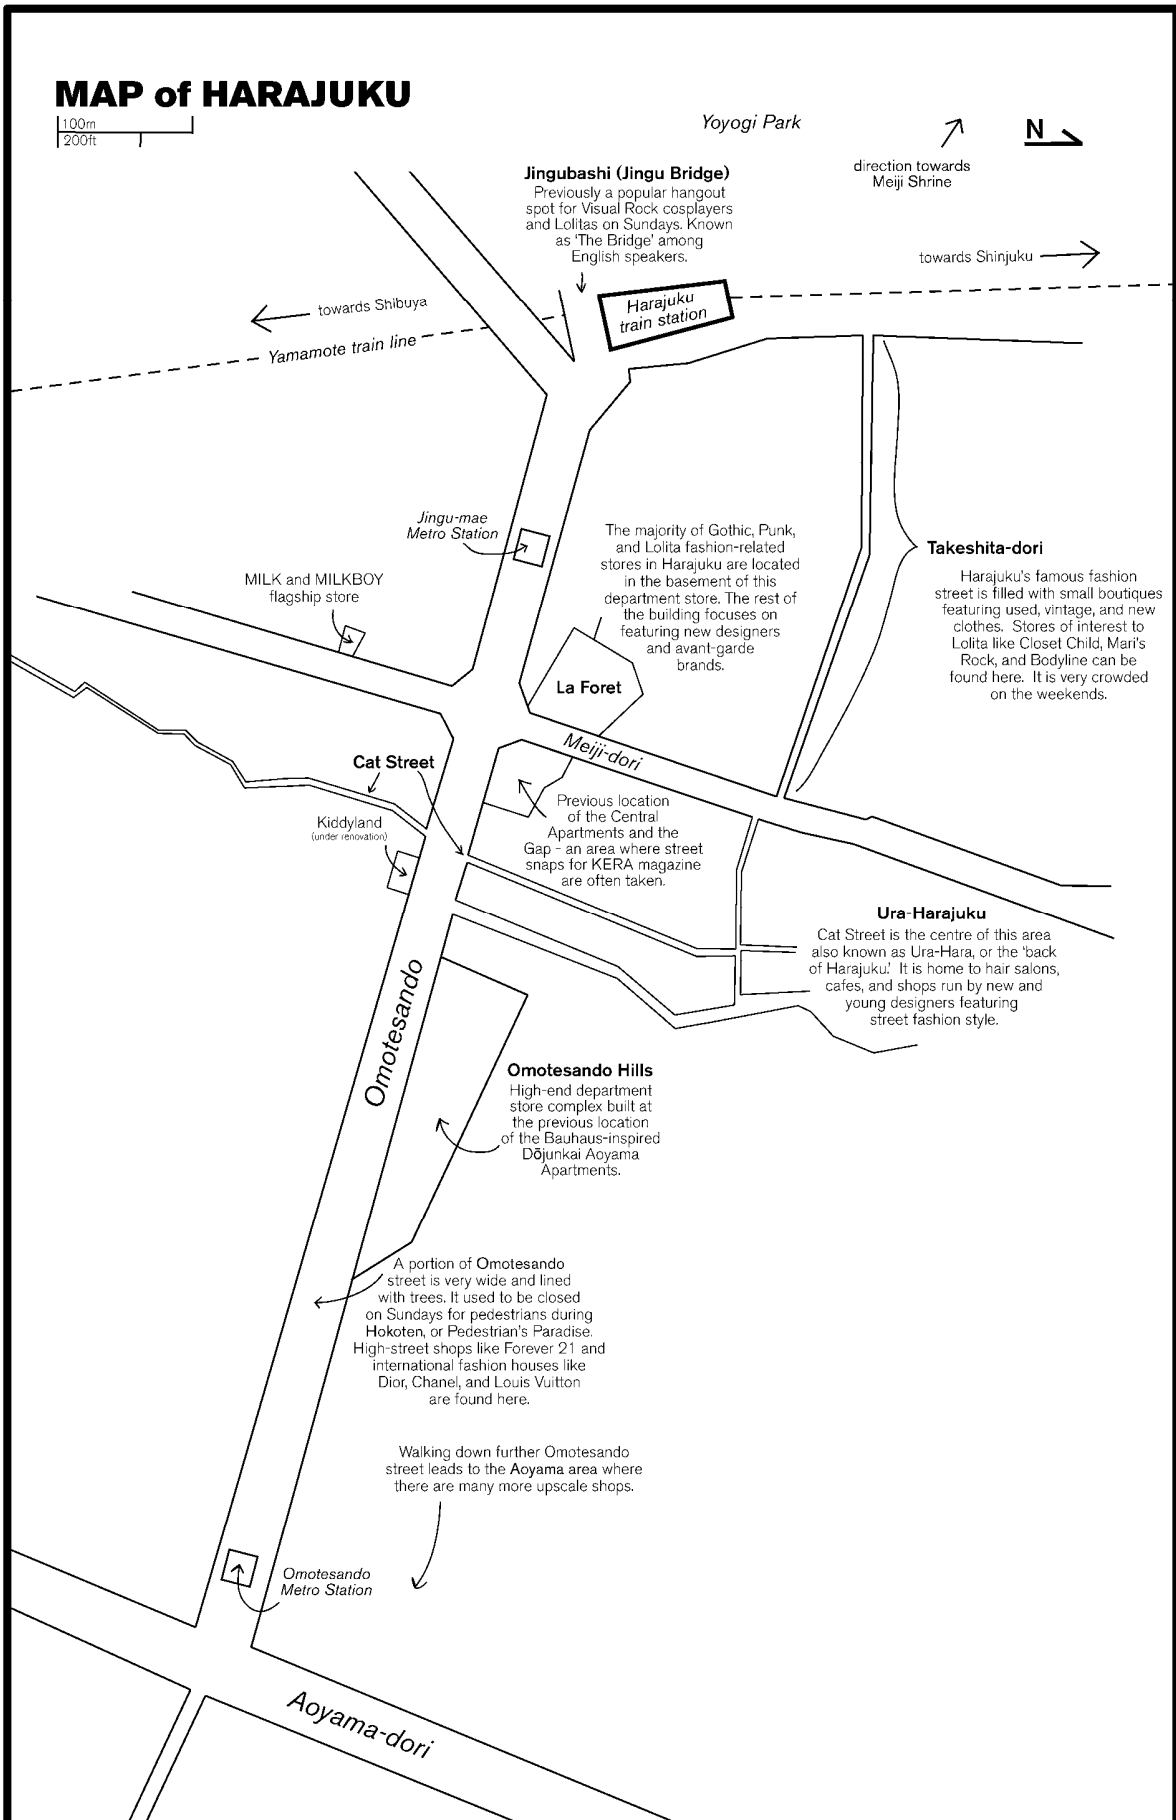 MAP of HARAJUKU
100m
200ft
Yoyogi Park
N
direction towards
Meiji Shrine
Jingubashi (Jingu Bridge)
Previously a popular hangout
spot for Visual Rock cosplayers
and Lolitas on Sundays. Known
as 'The Bridge' among
English speakers.
towards Shinjuku
Harajuku
train station
towards Shibuya
Yamamote train line
Jingu-mae
Metro Station
The majority of Gothic, Punk,
and Lolita fashion-related
stores in Harajuku are located
in the basement of this
department store. The rest of
the building focuses on
featuring new designers
and avant-garde
brands.
Takeshita-dori
Harajuku's famous fashion
street is filled with small boutiques
featuring used, vintage, and new
clothes. Stores of interest to
Lolita like Closet Child, Mari's
Rock, and Bodyline can be
found here. It is very crowded
on the weekends.
MILK and MILKBOY
flagship store
La Foret
Meiji-dori
Cat Street
Kiddyland
(under renovation)
Previous location
of the Central
Apartments and the
Gap - an area where street
snaps for KERA magazine
are often taken.
Ura-Harajuku
Cat Street is the centre of this area
also known as Ura-Hara, or the 'back
of Harajuku.' It is home to hair salons,
cafes, and shops run by new and
young designers featuring
street fashion style.
Omotesando
Omotesando Hills
High-end department
store complex built at
the previous location
of the Bauhaus-inspired
Dōjunkai Aoyama
Apartments.
A portion of Omotesando
street is very wide and lined
with trees. It used to be closed
on Sundays for pedestrians during
Hokoten, or Pedestrian's Paradise.
High-street shops like Forever 21 and
international fashion houses like
Dior, Chanel, and Louis Vuitton
are found here.
Walking down further Omotesando
street leads to the Aoyama area where
there are many more upscale shops.
Omotesando
Metro Station
Aoyama-dori